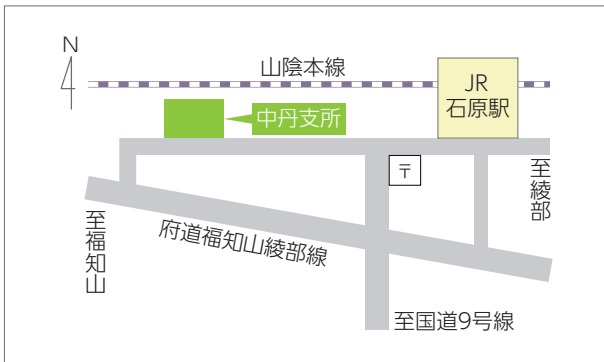 N
山陰本線
JR
石原駅
中丹支所
〒
至綾部
至福知山
府道福知山綾部線
至国道9号線